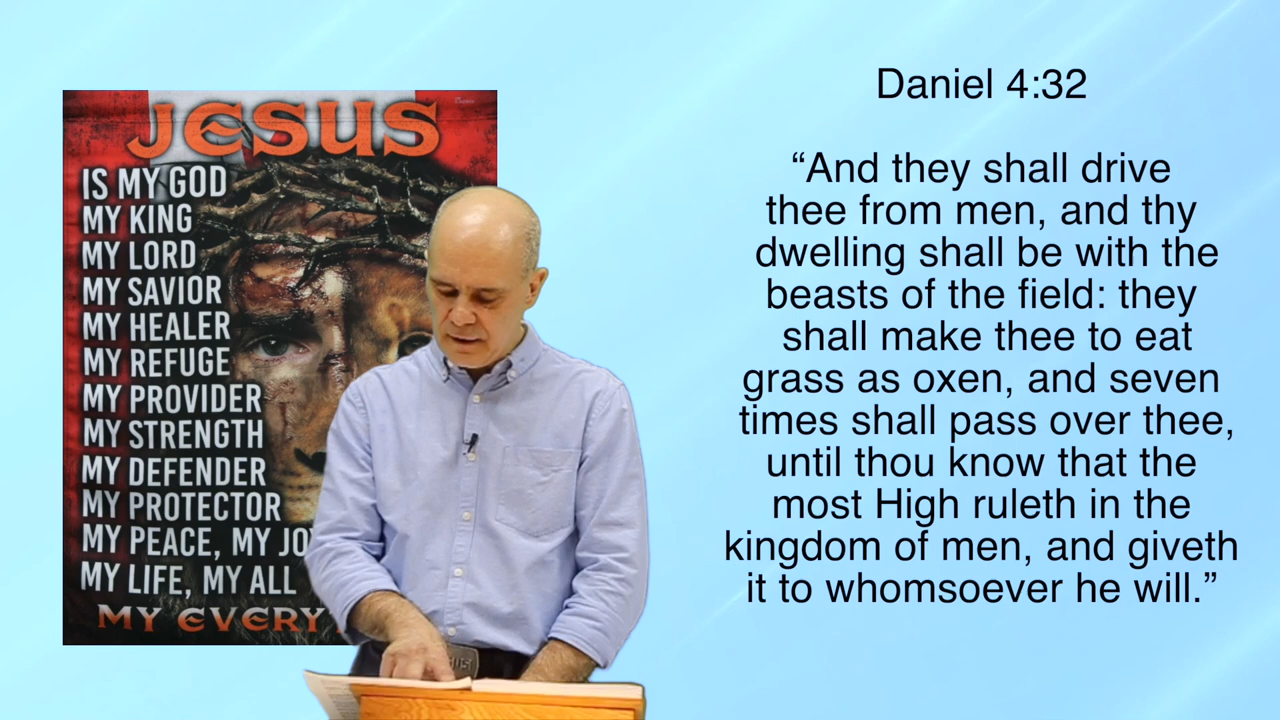 JESUS
IS MY GOD
MY KING
MY LORD
MY SAVIOR
MY HEALER
MY REFUGE
MY PROVIDER
MY STRENGTH
MY DEFENDER
MY PROTECTOR
MY PEACE, MY JO
MY LIFE, MY ALL
MY EVERY
Daniel 4:32
“And they shall drive
thee from men, and thy
dwelling shall be with the
beasts of the field: they
shall make thee to eat
grass as oxen, and seven
times shall pass over thee,
until thou know that the
most High ruleth in the
kingdom of men, and giveth
it to whomsoever he will.”